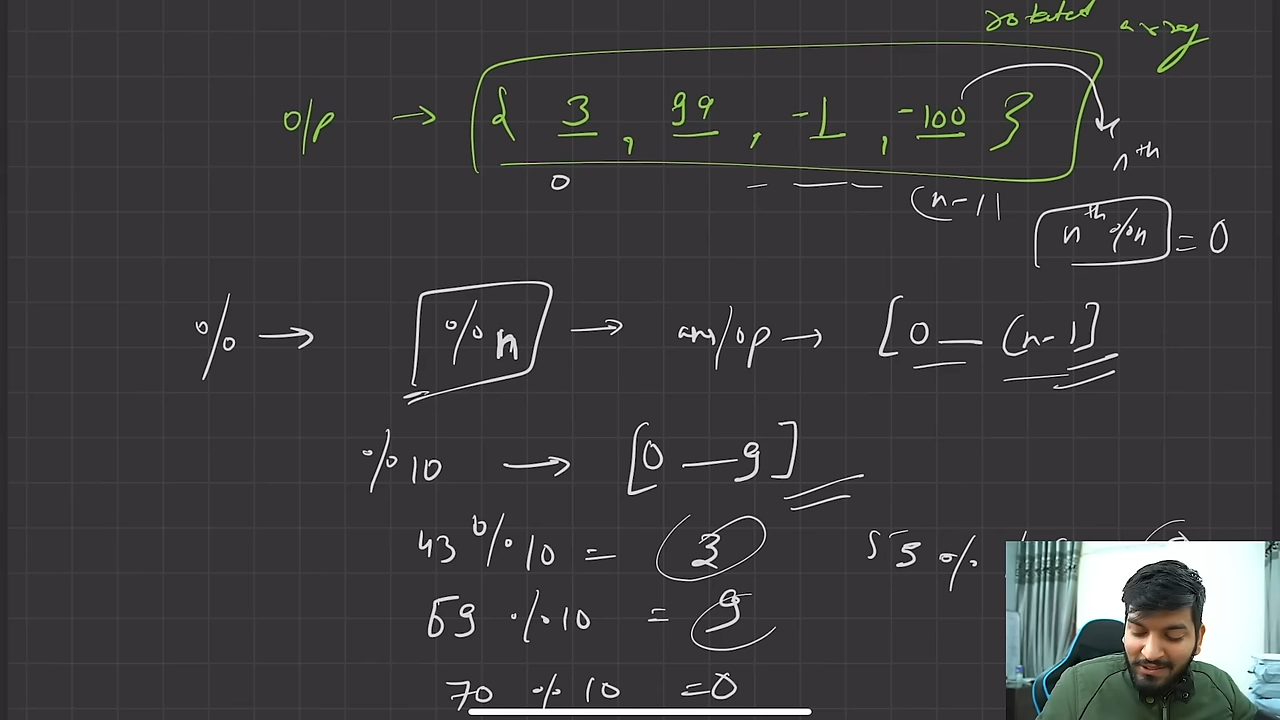 rotated array
o/p → { 3 , 99 , -1 , -100 }
nth
0 – — – (n-1)
nth % n = 0
% → % n → ans/op → [0 — (n-1]
% 10 → [0 — 9]
43 % 10 = 3
55 %
69 % 10 = 9
70 % 10 = 0